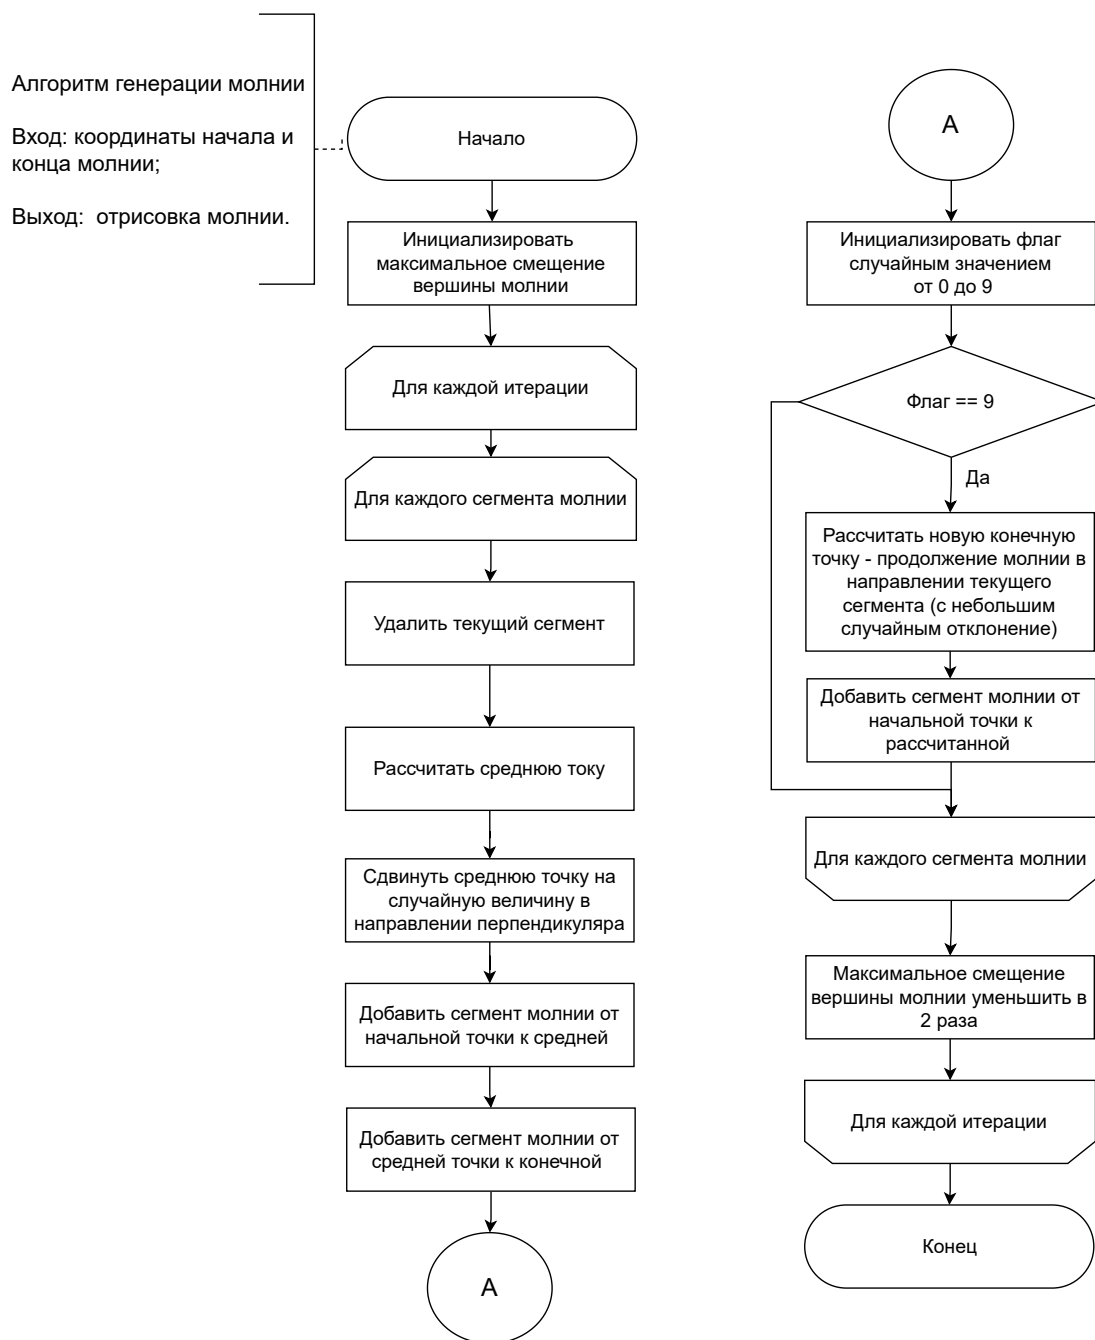 Алгоритм генерации молнии
Вход: координаты начала и
конца молнии;
Выход: отрисовка молнии.
Начало
Инициализировать
максимальное смещение
вершины молнии
Для каждой итерации
Для каждого сегмента молнии
Удалить текущий сегмент
Рассчитать среднюю току
Сдвинуть среднюю точку на
случайную величину в
направлении перпендикуляра
Добавить сегмент молнии от
начальной точки к средней
Добавить сегмент молнии от
средней точки к конечной
А
А
Инициализировать флаг
случайным значением
от 0 до 9
Флаг == 9
Да
Рассчитать новую конечную
точку - продолжение молнии в
направлении текущего
сегмента (с небольшим
случайным отклонение)
Добавить сегмент молнии от
начальной точки к
рассчитанной
Для каждого сегмента молнии
Максимальное смещение
вершины молнии уменьшить в
2 раза
Для каждой итерации
Конец